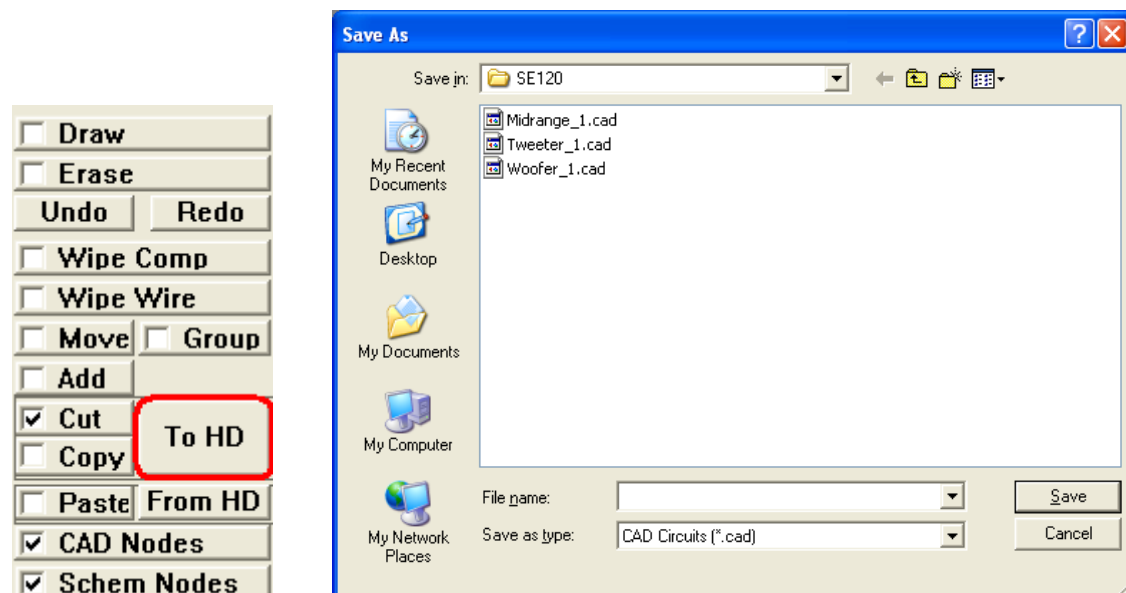 Draw
Erase
Undo Redo
Wipe Comp
Wipe Wire
Move Group
Add
Cut
To HD
Copy
Paste From HD
CAD Nodes
Schem Nodes
Save As
Save in: SE120
Midrange_1.cad
Tweeter_1.cad
Woofer_1.cad
My Recent
Documents
Desktop
My Documents
My Computer
My Network
Places
File name:
Save
Save as type: CAD Circuits (*.cad)
Cancel